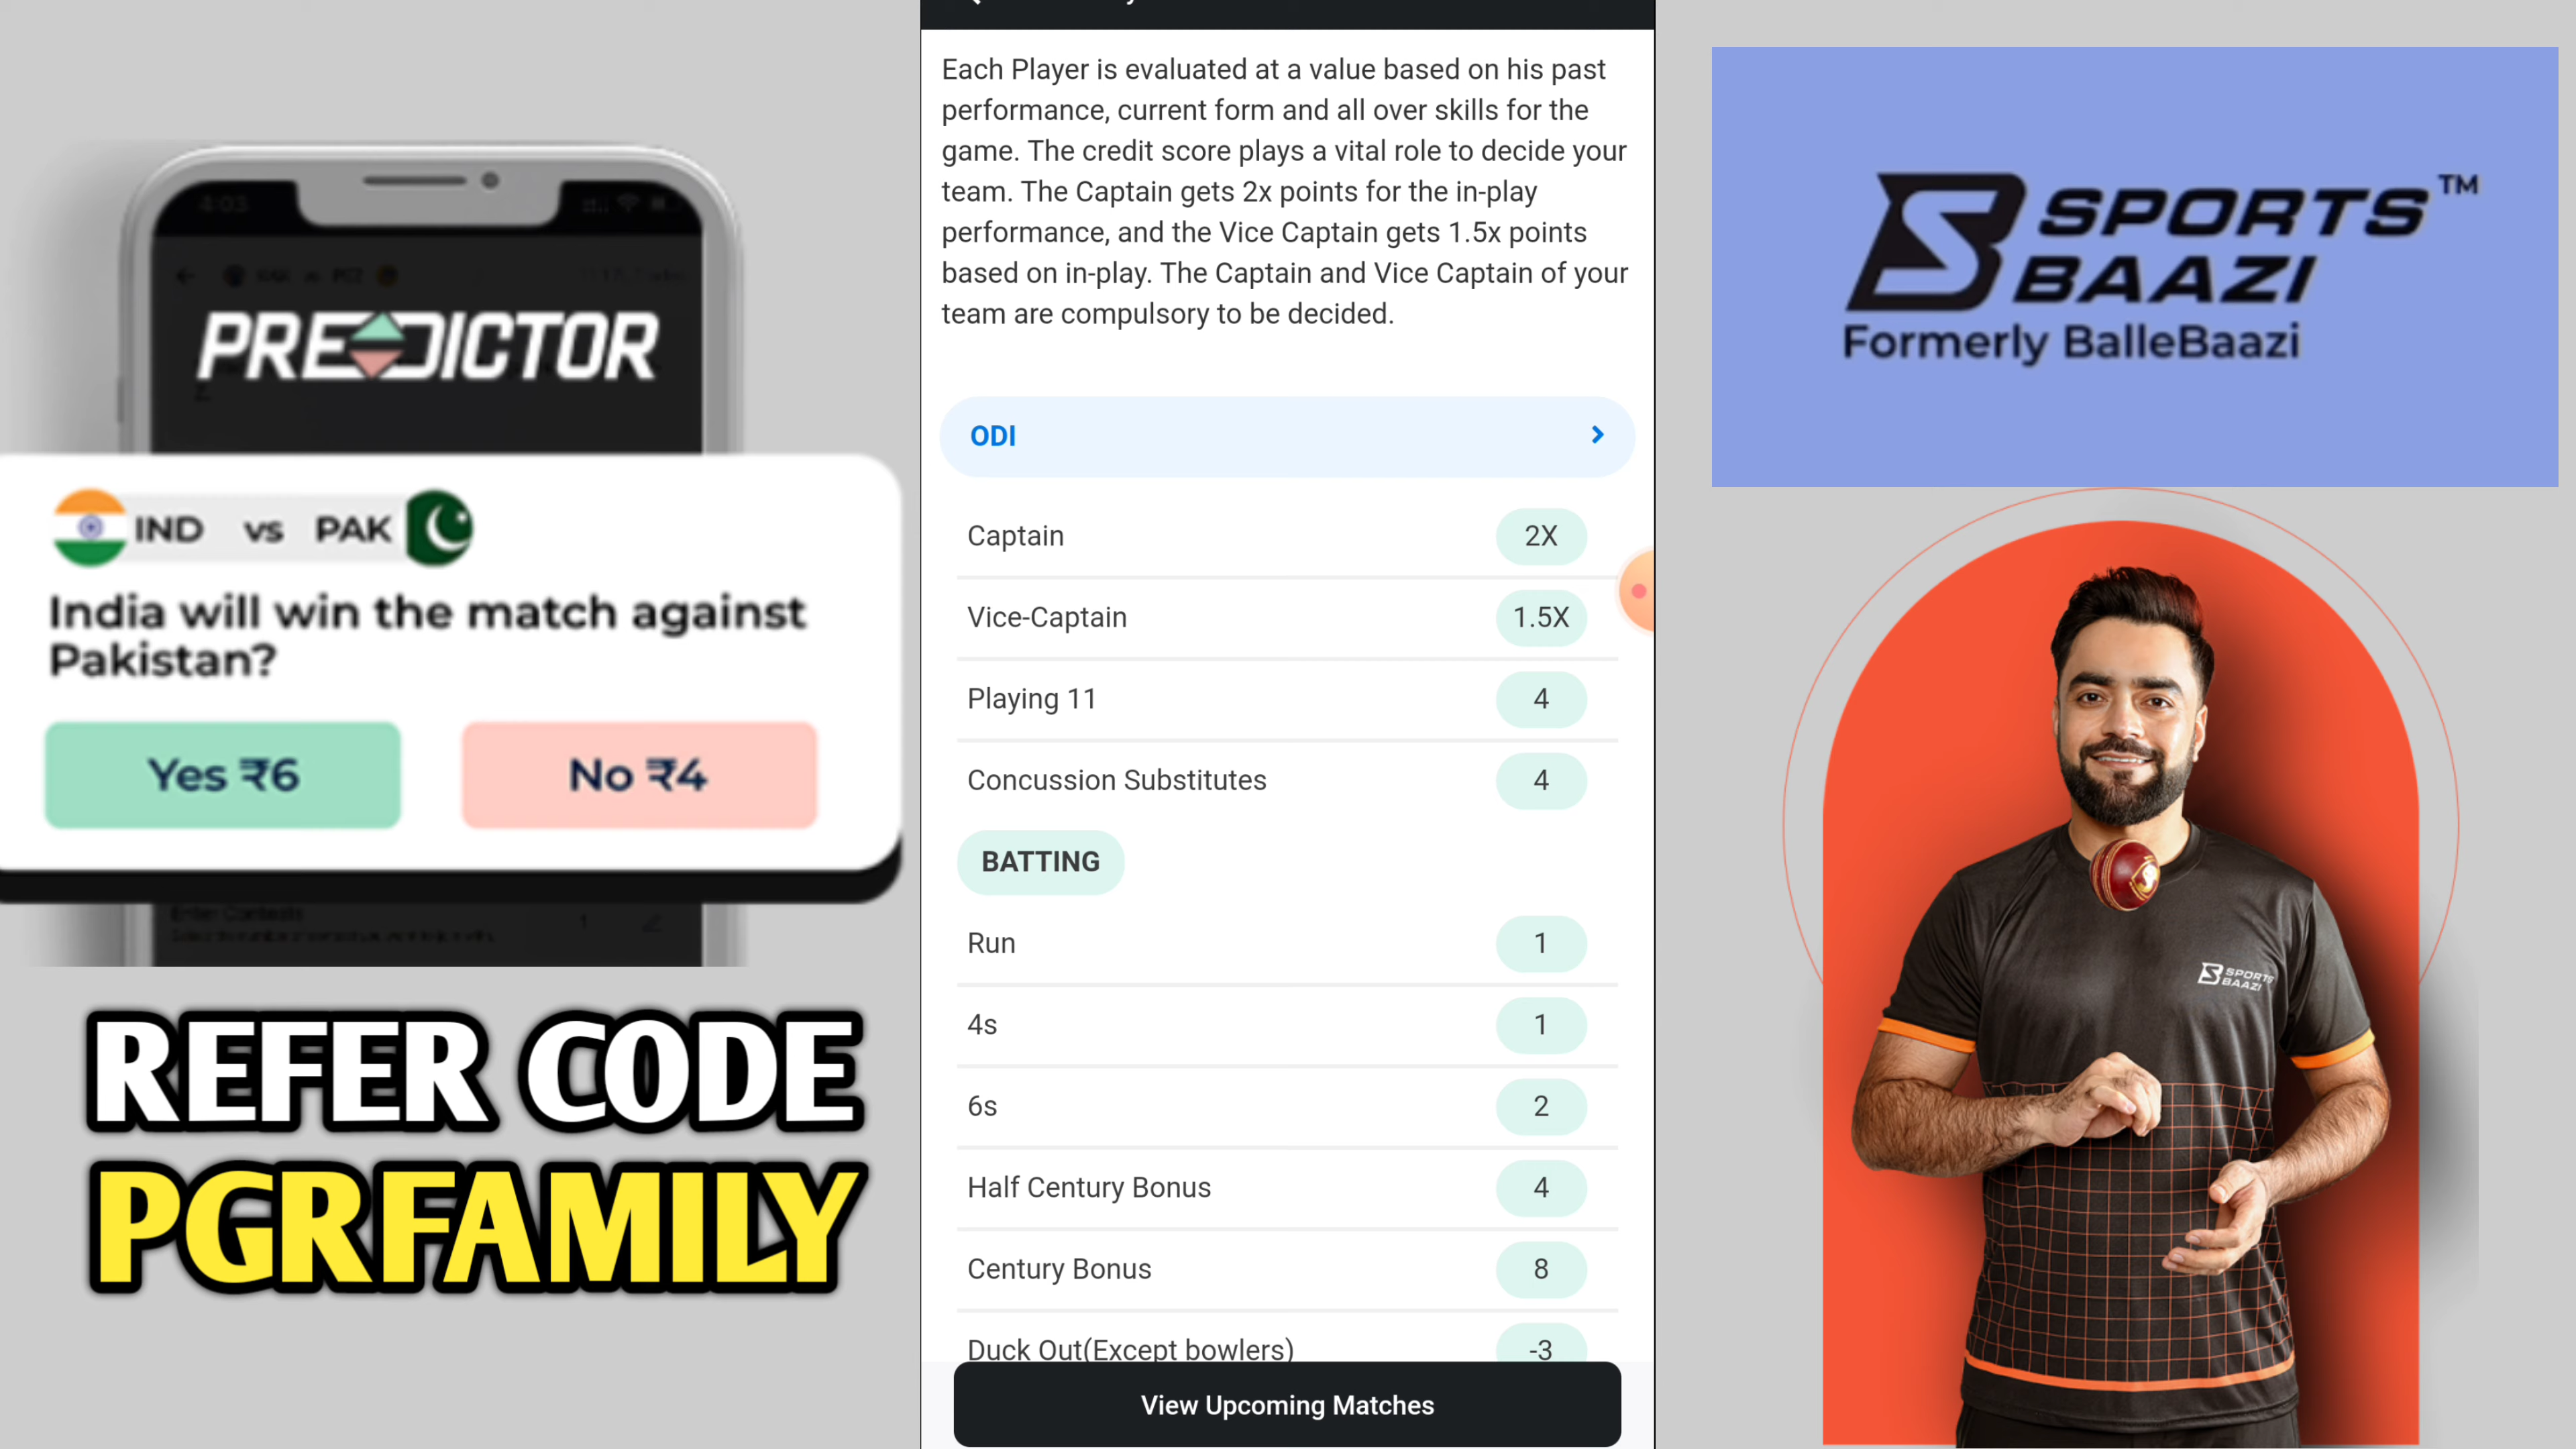 PREDICTOR
IND vs PAK
India will win the match against
Pakistan?
Yes ₹6
No ₹4
REFER CODE
PGRFAMILY
Each Player is evaluated at a value based on his past
performance, current form and all over skills for the
game. The credit score plays a vital role to decide your
team. The Captain gets 2x points for the in-play
performance, and the Vice Captain gets 1.5x points
based on in-play. The Captain and Vice Captain of your
team are compulsory to be decided.
ODI
Captain 2X
Vice-Captain 1.5X
Playing 11 4
Concussion Substitutes 4
BATTING
Run 1
4s 1
6s 2
Half Century Bonus 4
Century Bonus 8
Duck Out(Except bowlers) -3
View Upcoming Matches
SPORTS TM
BAAZI
Formerly BalleBaazi
SPORTS
BAAZI